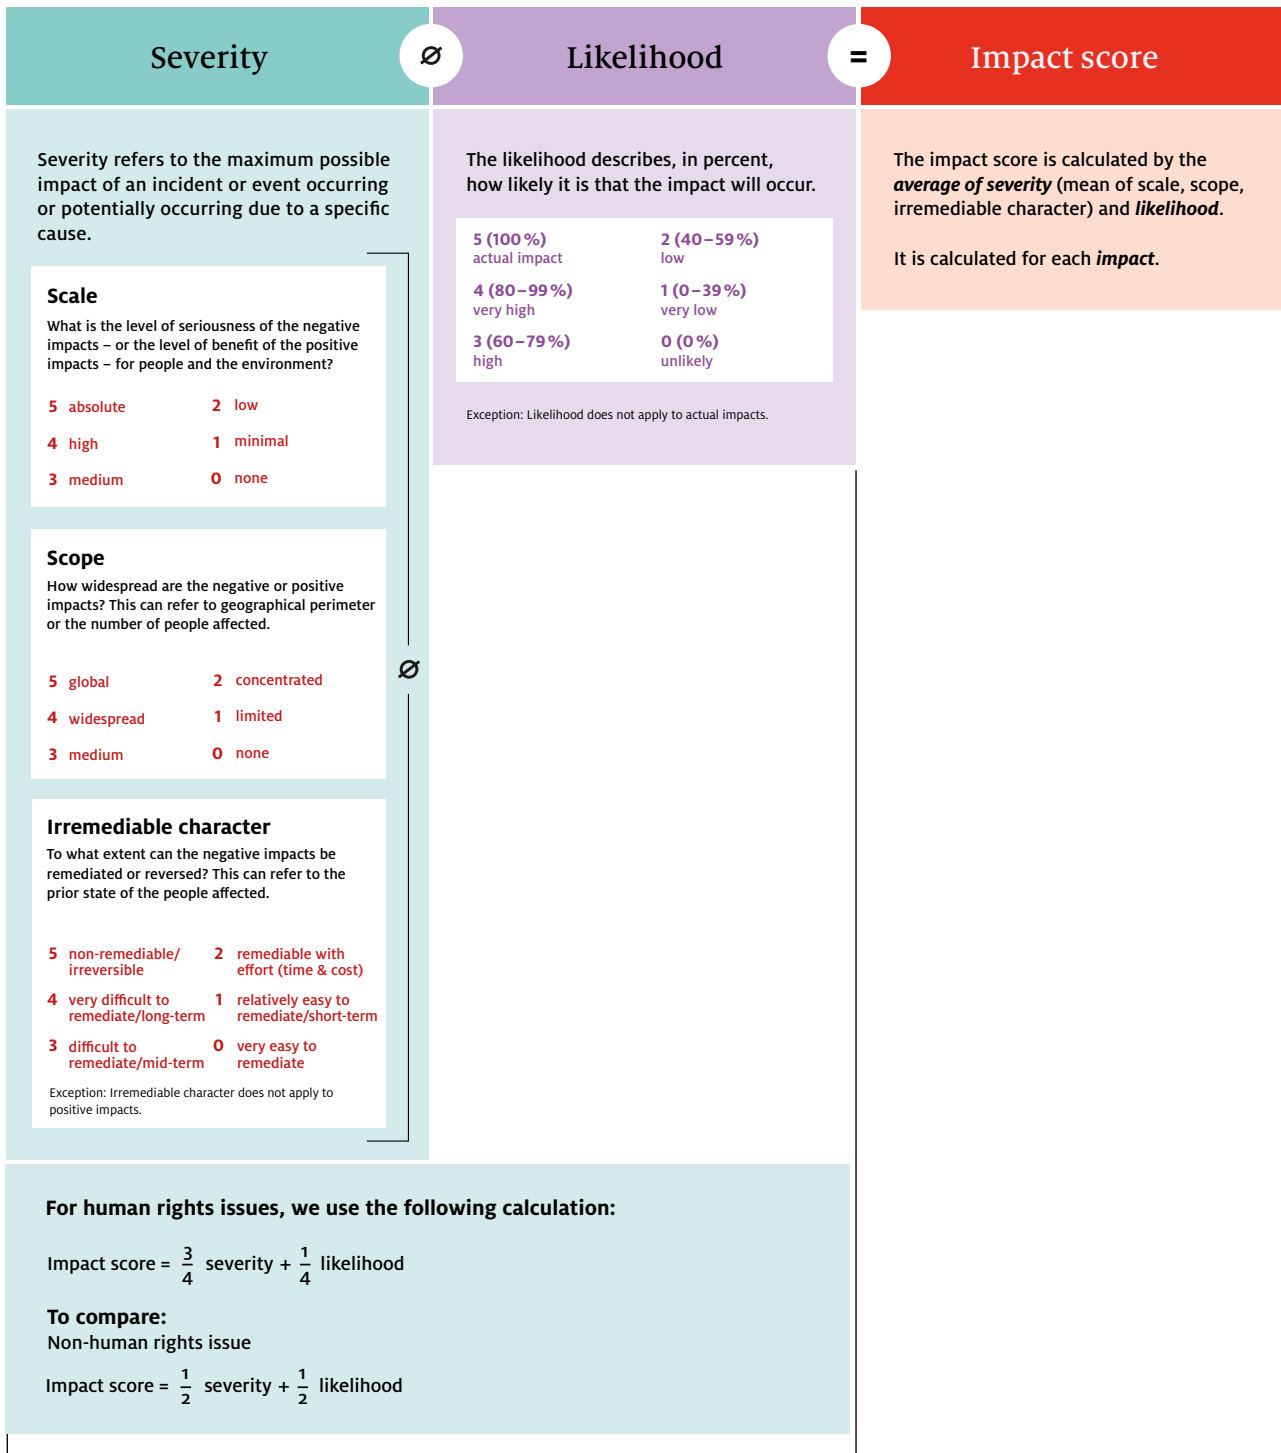 Severity
Ø
Likelihood
=
Impact score
Severity refers to the maximum possible
impact of an incident or event occurring
or potentially occurring due to a specific
cause.
Scale
What is the level of seriousness of the negative
impacts – or the level of benefit of the positive
impacts – for people and the environment?
5 absolute
4 high
3 medium
2 low
1 minimal
0 none
Scope
How widespread are the negative or positive
impacts? This can refer to geographical perimeter
or the number of people affected.
5 global
4 widespread
3 medium
2 concentrated
1 limited
0 none
Ø
Irremediable character
To what extent can the negative impacts be
remediated or reversed? This can refer to the
prior state of the people affected.
5 non-remediable/
irreversible
4 very difficult to
remediate/long-term
3 difficult to
remediate/mid-term
2 remediable with
effort (time & cost)
1 relatively easy to
remediate/short-term
0 very easy to
remediate
Exception: Irremediable character does not apply to
positive impacts.
The likelihood describes, in percent,
how likely it is that the impact will occur.
5 (100 %)
actual impact
4 (80–99 %)
very high
3 (60–79 %)
high
2 (40–59 %)
low
1 (0–39 %)
very low
0 (0 %)
unlikely
Exception: Likelihood does not apply to actual impacts.
The impact score is calculated by the
average of severity (mean of scale, scope,
irremediable character) and likelihood.
It is calculated for each impact.
For human rights issues, we use the following calculation:
Impact score = 3/4 severity + 1/4 likelihood
To compare:
Non-human rights issue
Impact score = 1/2 severity + 1/2 likelihood